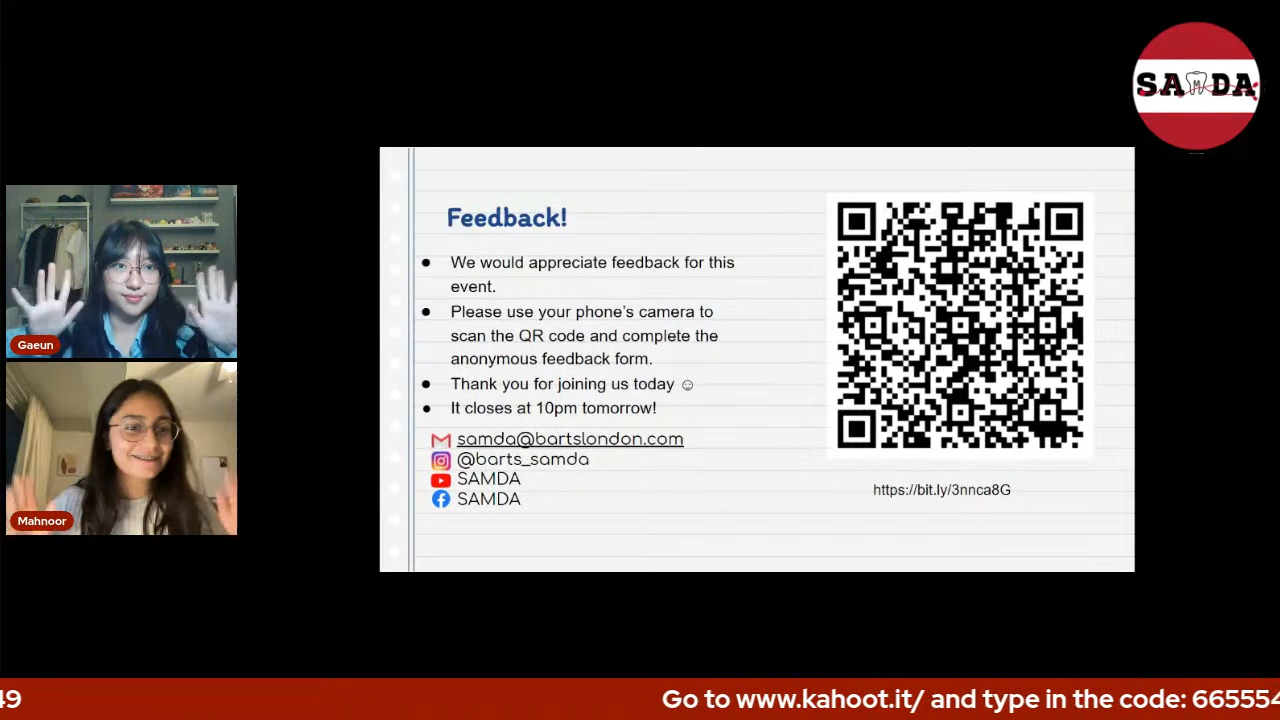 SAMDA
Feedback!
● We would appreciate feedback for this
event.
● Please use your phone's camera to
scan the QR code and complete the
anonymous feedback form.
● Thank you for joining us today ☺
● It closes at 10pm tomorrow!
samda@bartslondon.com
@barts_samda
SAMDA
SAMDA
https://bit.ly/3nnca8G
Gaeun
Mahnoor
49
Go to www.kahoot.it/ and type in the code: 665554